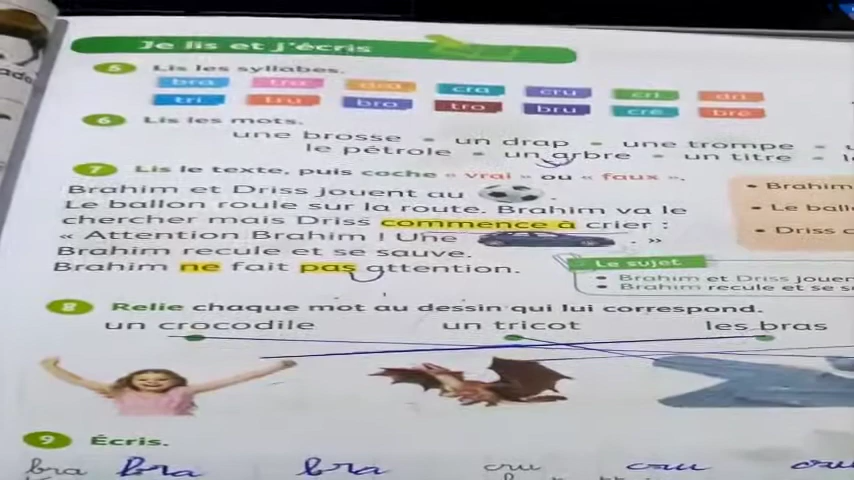 Je lis et j'écris
5 Lis les syllabes.
bra tra dra cra cru cri dri
tri tru bro tro bru cré bre
6 Lis les mots.
une brosse • un drap • une trompe •
le pétrole • un arbre • un titre •
7 Lis le texte, puis coche « vrai » ou « faux ».
Brahim et Driss jouent au
Le ballon roule sur la route. Brahim va le
chercher mais Driss commence à crier :
« Attention Brahim ! Une . »
Brahim recule et se sauve.
Brahim ne fait pas attention.
• Brahim
• Le ballon
• Driss
Le sujet
• Brahim et Driss jouent
• Brahim recule et se
8 Relie chaque mot au dessin qui lui correspond.
un crocodile un tricot les bras
9 Écris.
bra bra bra cru cru cru